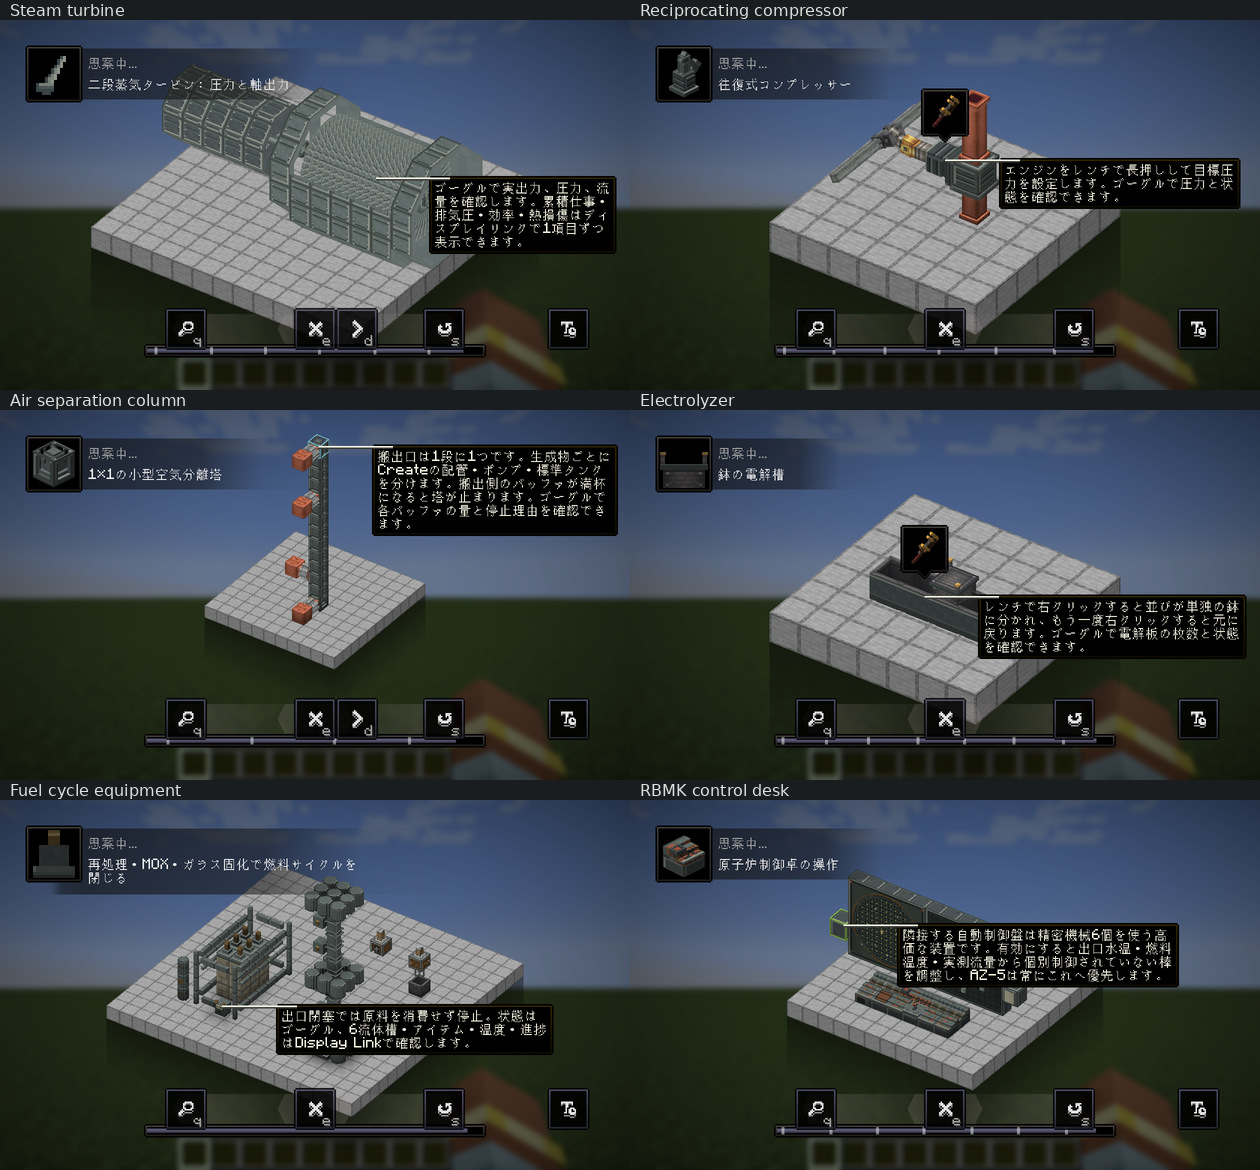 Steam turbine
思案中...
二段蒸気タービン：圧力と軸出力
ゴーグルで実出力、圧力、流
量を確認します。累積仕事・
排気圧・効率・熱損傷はディ
スプレイリンクで1項目ずつ
表示できます。
q
e
d
s
T
Reciprocating compressor
思案中...
往復式コンプレッサー
エンジンをレンチで長押しして目標圧
力を設定します。ゴーグルで圧力と状
態を確認できます。
q
e
s
T
Air separation column
思案中...
1×1の小型空気分離塔
搬出口は1段に1つです。生成物ごとに
Createの配管・ポンプ・標準タンク
を分けます。搬出側のバッファが満杯
になると塔が止まります。ゴーグルで
各バッファの量と停止理由を確認でき
ます。
q
e
d
s
T
Electrolyzer
思案中...
鉢の電解槽
レンチで右クリックすると並びが単独の鉢
に分かれ、もう一度右クリックすると元に
戻ります。ゴーグルで電解板の枚数と状態
を確認できます。
q
e
s
T
Fuel cycle equipment
思案中...
再処理・MOX・ガラス固化で燃料サイクルを
閉じる
出口閉塞では原料を消費せず停止。状態は
ゴーグル、6流体槽・アイテム・温度・進捗
はDisplay Linkで確認します。
q
e
s
T
RBMK control desk
思案中...
原子炉制御卓の操作
隣接する自動制御盤は精密機械6個を使う高
価な装置です。有効にすると出口水温・燃料
温度・実測流量から個別制御されていない棒
を調整し、AZ-5は常にこれへ優先します。
q
e
s
T